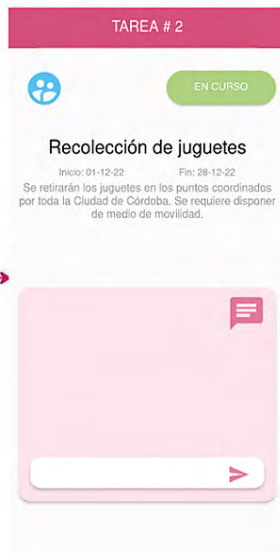 TAREA # 2
EN CURSO
Recolección de juguetes
Inicio: 01-12-22 Fin: 28-12-22
Se retirarán los juguetes en los puntos coordinados
por toda la Ciudad de Córdoba. Se requiere disponer
de medio de movilidad.